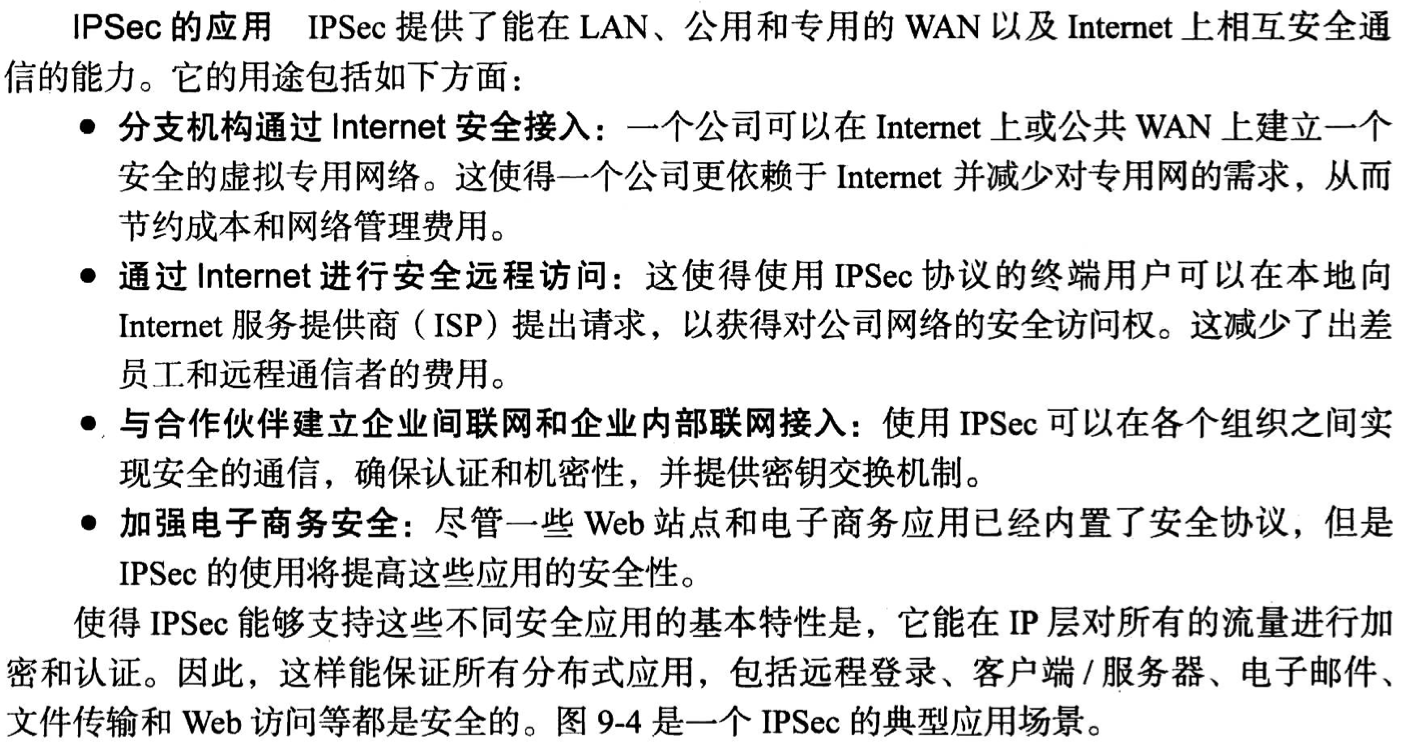 IPSec 的应用 IPSec 提供了能在 LAN、公用和专用的 WAN 以及 Internet 上相互安全通
信的能力。它的用途包括如下方面：
● 分支机构通过 Internet 安全接入：一个公司可以在 Internet 上或公共 WAN 上建立一个
安全的虚拟专用网络。这使得一个公司更依赖于 Internet 并减少对专用网的需求，从而
节约成本和网络管理费用。
● 通过 Internet 进行安全远程访问：这使得使用 IPSec 协议的终端用户可以在本地向
Internet 服务提供商（ISP）提出请求，以获得对公司网络的安全访问权。这减少了出差
员工和远程通信者的费用。
● 与合作伙伴建立企业间联网和企业内部联网接入：使用 IPSec 可以在各个组织之间实
现安全的通信，确保认证和机密性，并提供密钥交换机制。
● 加强电子商务安全：尽管一些 Web 站点和电子商务应用已经内置了安全协议，但是
IPSec 的使用将提高这些应用的安全性。
使得 IPSec 能够支持这些不同安全应用的基本特性是，它能在 IP 层对所有的流量进行加
密和认证。因此，这样能保证所有分布式应用，包括远程登录、客户端 / 服务器、电子邮件、
文件传输和 Web 访问等都是安全的。图 9-4 是一个 IPSec 的典型应用场景。